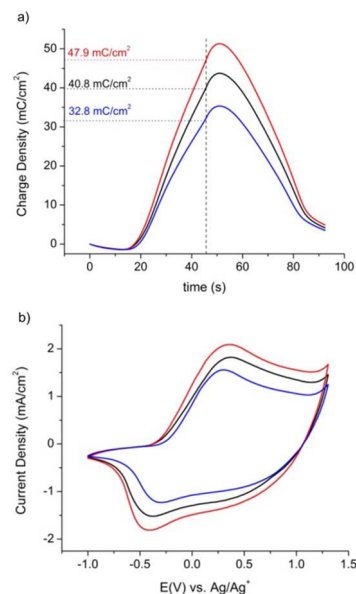 a)
47.9 mC/cm²
40.8 mC/cm²
32.8 mC/cm²
Charge Density (mC/cm²)
50
40
30
20
10
0
0 20 40 60 80 100
time (s)
b)
Current Density (mA/cm²)
2
1
0
-1
-2
-1.0 -0.5 0.0 0.5 1.0 1.5
E(V) vs. Ag/Ag⁺